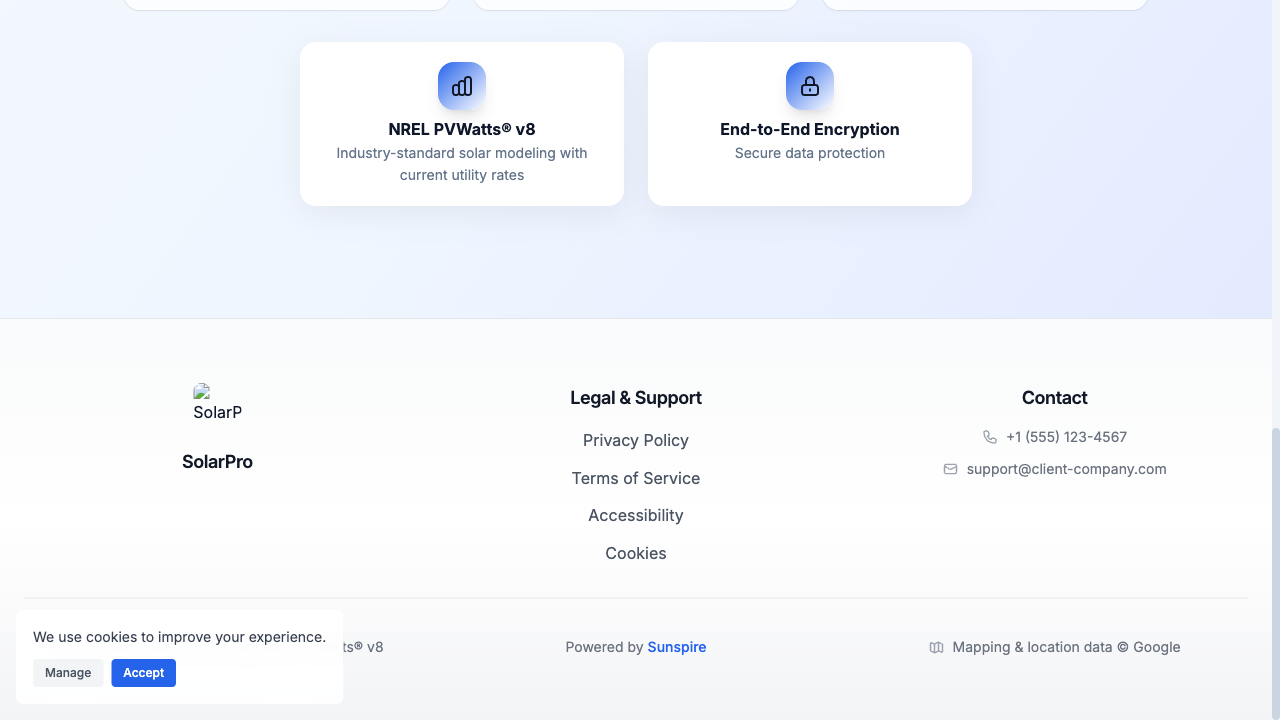 NREL PVWatts® v8
Industry-standard solar modeling with
current utility rates
End-to-End Encryption
Secure data protection
SolarP
SolarPro
Legal & Support
Privacy Policy
Terms of Service
Accessibility
Cookies
Contact
+1 (555) 123-4567
support@client-company.com
We use cookies to improve your experience.
Manage
Accept
ts® v8
Powered by Sunspire
Mapping & location data © Google